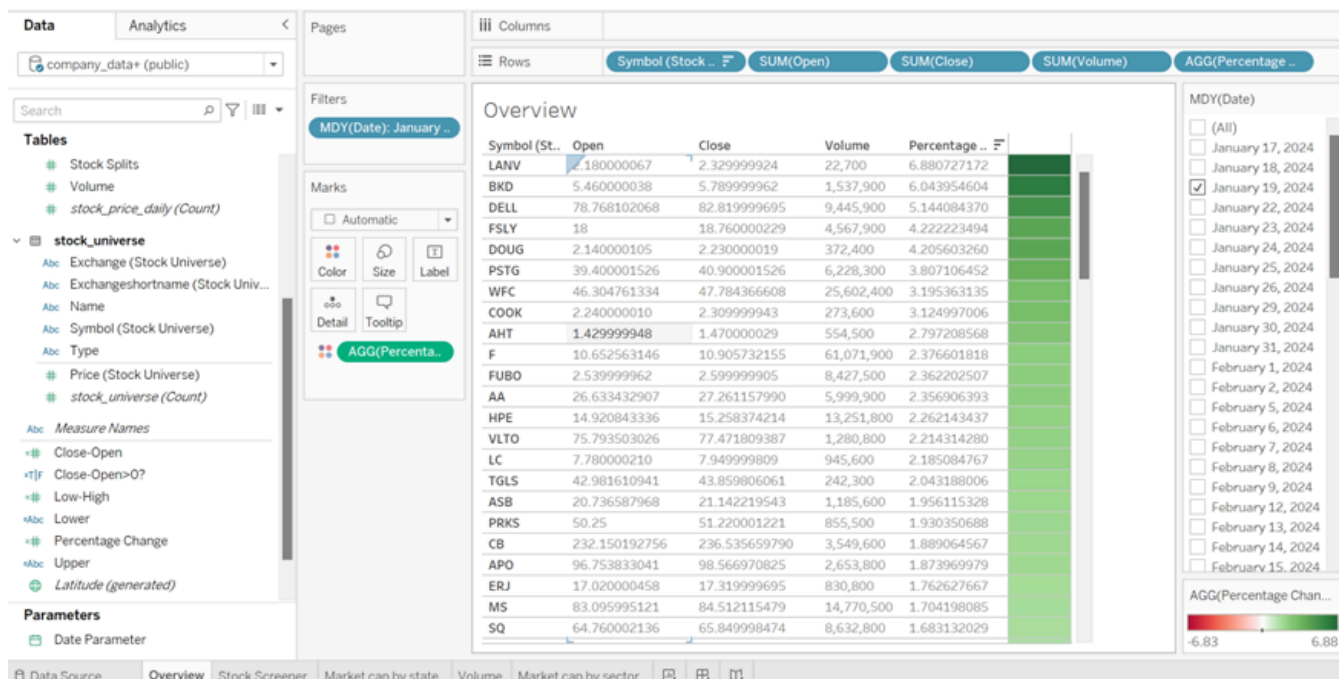 Data
Analytics
company_data+ (public)
Search
Tables
Stock Splits
Volume
stock_price_daily (Count)
stock_universe
Abc Exchange (Stock Universe)
Abc Exchangeshortname (Stock Univ...
Abc Name
Abc Symbol (Stock Universe)
Abc Type
Price (Stock Universe)
stock_universe (Count)
Abc Measure Names
Close-Open
T|F Close-Open>0?
Low-High
Abc Lower
Percentage Change
Abc Upper
Latitude (generated)
Parameters
Date Parameter
Pages
Filters
MDY(Date): January ..
Marks
Automatic
Color Size Label
Detail Tooltip
AGG(Percenta..
Columns
Rows Symbol (Stock .. SUM(Open) SUM(Close) SUM(Volume) AGG(Percentage ..
Overview
Symbol (St.. Open Close Volume Percentage ..
LANV 2.180000067 2.329999924 22,700 6.880727172
BKD 5.460000038 5.789999962 1,537,900 6.043954604
DELL 78.768102068 82.819999695 9,445,900 5.144084370
FSLY 18 18.760000229 4,567,900 4.222223494
DOUG 2.140000105 2.230000019 372,400 4.205603260
PSTG 39.400001526 40.900001526 6,228,300 3.807106452
WFC 46.304761334 47.784366608 25,602,400 3.195363135
COOK 2.240000010 2.309999943 273,600 3.124997006
AHT 1.429999948 1.470000029 554,500 2.797208568
F 10.652563146 10.905732155 61,071,900 2.376601818
FUBO 2.539999962 2.599999905 8,427,500 2.362202507
AA 26.633432907 27.261157990 5,999,900 2.356906393
HPE 14.920843336 15.258374214 13,251,800 2.262143437
VLTO 75.793503026 77.471809387 1,280,800 2.214314280
LC 7.780000210 7.949999809 945,600 2.185084767
TGLS 42.981610941 43.859806061 242,300 2.043188006
ASB 20.736587968 21.142219543 1,185,600 1.956115328
PRKS 50.25 51.220001221 855,500 1.930350688
CB 232.150192756 236.535659790 3,549,600 1.889064567
APO 96.753833041 98.566970825 2,653,800 1.873969979
ERJ 17.020000458 17.319999695 830,800 1.762627667
MS 83.095995121 84.512115479 14,770,500 1.704198085
SQ 64.760002136 65.849998474 8,632,800 1.683132029
MDY(Date)
(All)
January 17, 2024
January 18, 2024
January 19, 2024
January 22, 2024
January 23, 2024
January 24, 2024
January 25, 2024
January 26, 2024
January 29, 2024
January 30, 2024
January 31, 2024
February 1, 2024
February 2, 2024
February 5, 2024
February 6, 2024
February 7, 2024
February 8, 2024
February 9, 2024
February 12, 2024
February 13, 2024
February 14, 2024
February 15, 2024
AGG(Percentage Chan...
-6.83 6.88
Data Source Overview Stock Screener Market cap by state Volume Market cap by sector